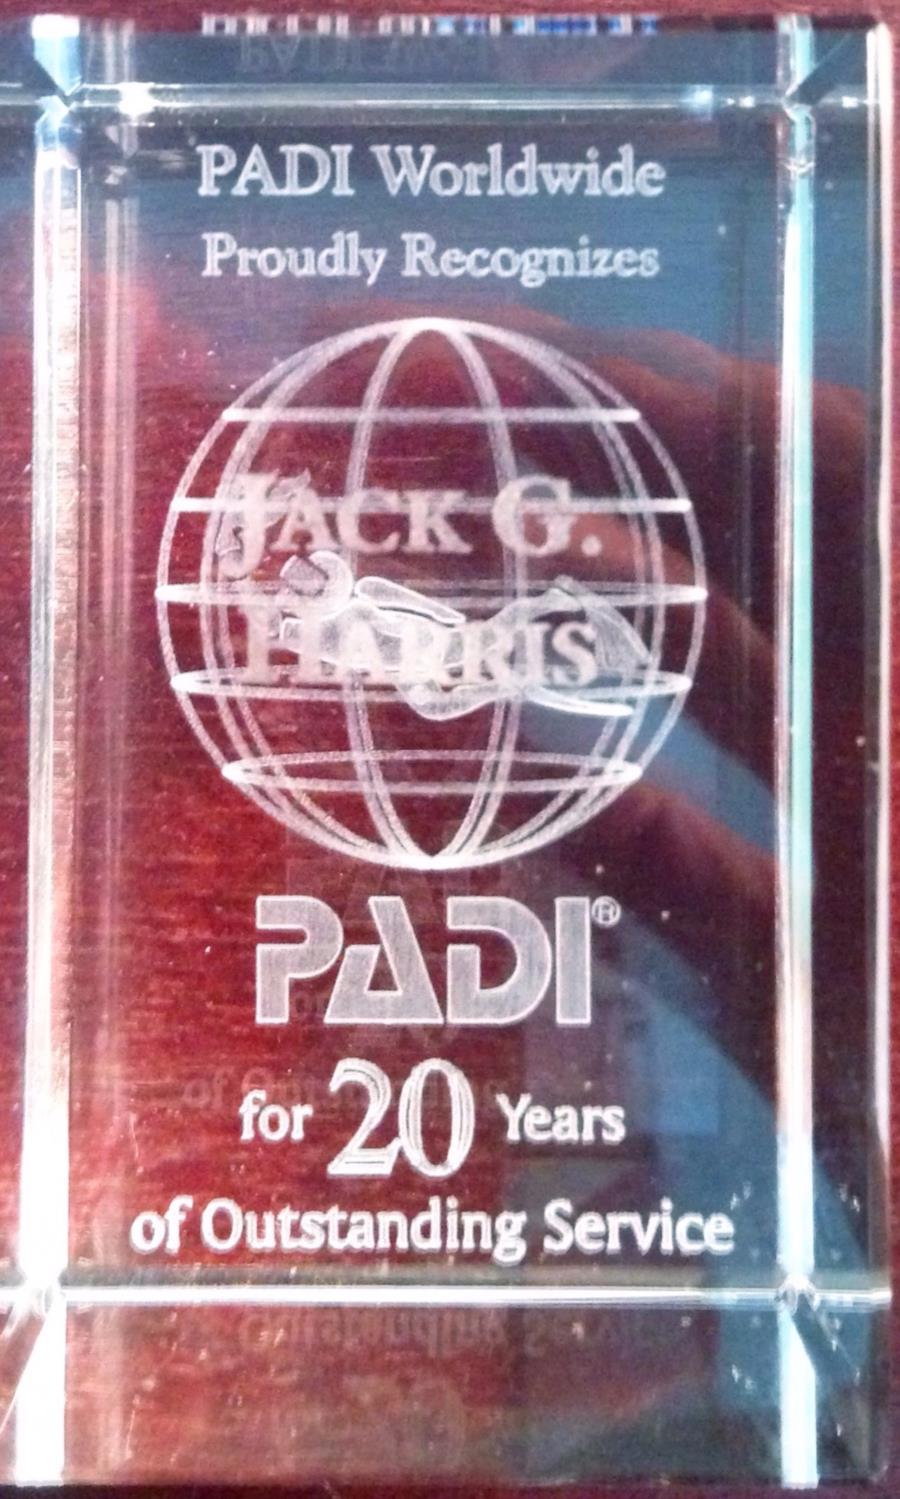 PADI Worldwide
Proudly Recognizes
JACK G.
HARRIS
PADI®
for 20 Years
of Outstanding Service